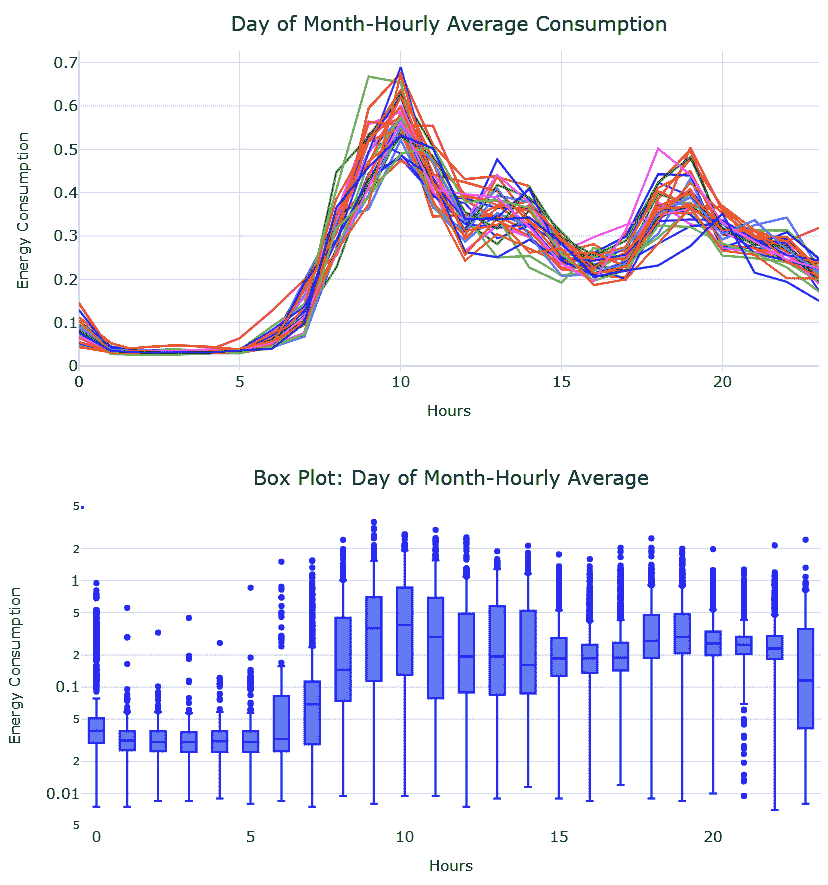 Day of Month-Hourly Average Consumption
0.7
0.6
0.5
0.4
0.3
0.2
0.1
0
Energy Consumption
0 5 10 15 20
Hours
Box Plot: Day of Month-Hourly Average
5
2
1
5
2
0.1
5
2
0.01
5
Energy Consumption
0 5 10 15 20
Hours